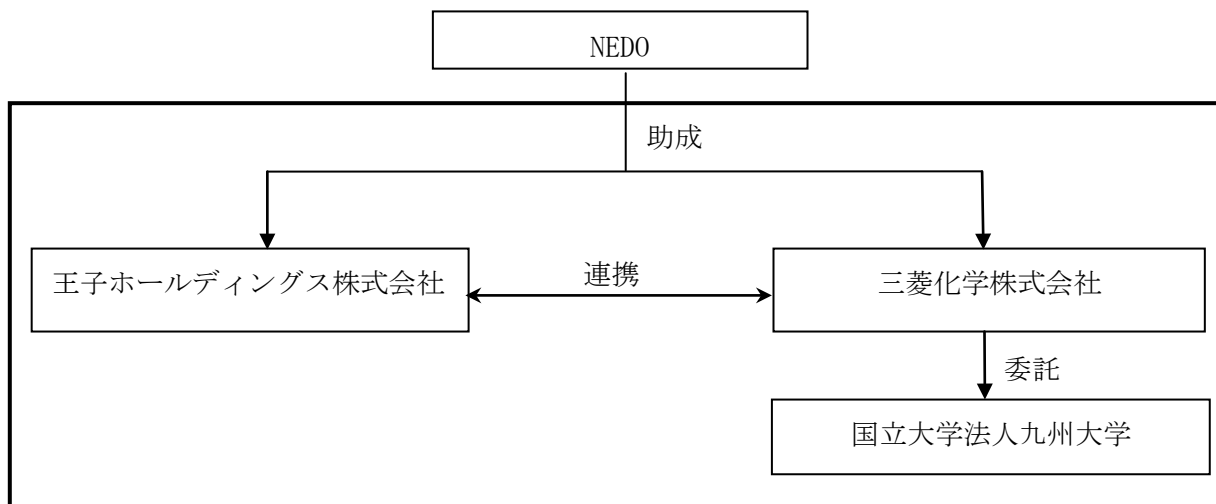 NEDO
助成
王子ホールディングス株式会社
連携
三菱化学株式会社
委託
国立大学法人九州大学